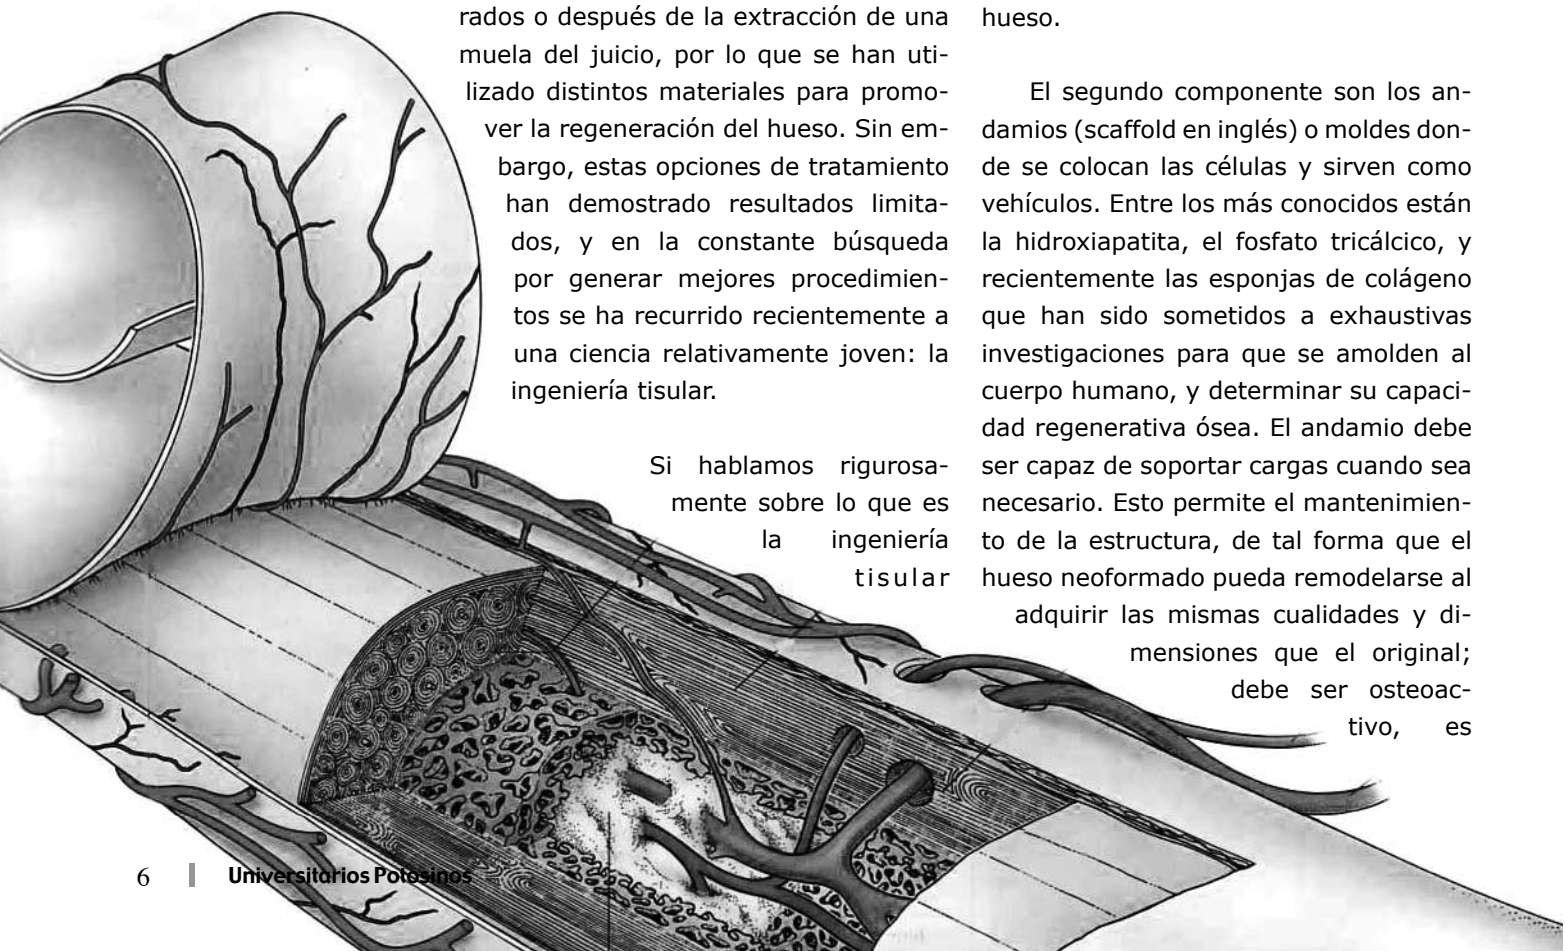 rados o después de la extracción de una
muela del juicio, por lo que se han uti-
lizado distintos materiales para promo-
ver la regeneración del hueso. Sin em-
bargo, estas opciones de tratamiento
han demostrado resultados limita-
dos, y en la constante búsqueda
por generar mejores procedimien-
tos se ha recurrido recientemente a
una ciencia relativamente joven: la
ingeniería tisular.
Si hablamos rigurosa-
mente sobre lo que es
la ingeniería
tisular
hueso.
El segundo componente son los an-
damios (scaffold en inglés) o moldes don-
de se colocan las células y sirven como
vehículos. Entre los más conocidos están
la hidroxiapatita, el fosfato tricálcico, y
recientemente las esponjas de colágeno
que han sido sometidos a exhaustivas
investigaciones para que se amolden al
cuerpo humano, y determinar su capaci-
dad regenerativa ósea. El andamio debe
ser capaz de soportar cargas cuando sea
necesario. Esto permite el mantenimien-
to de la estructura, de tal forma que el
hueso neoformado pueda remodelarse al
adquirir las mismas cualidades y di-
mensiones que el original;
debe ser osteoac-
tivo, es
6 Universitarios Potosinos